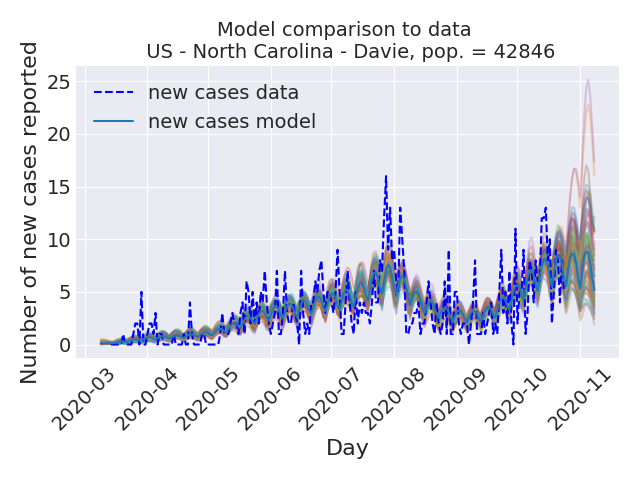 Model comparison to data
US - North Carolina - Davie, pop. = 42846
Number of new cases reported
25
20
15
10
5
0
new cases data
new cases model
2020-03
2020-04
2020-05
2020-06
2020-07
2020-08
2020-09
2020-10
2020-11
Day